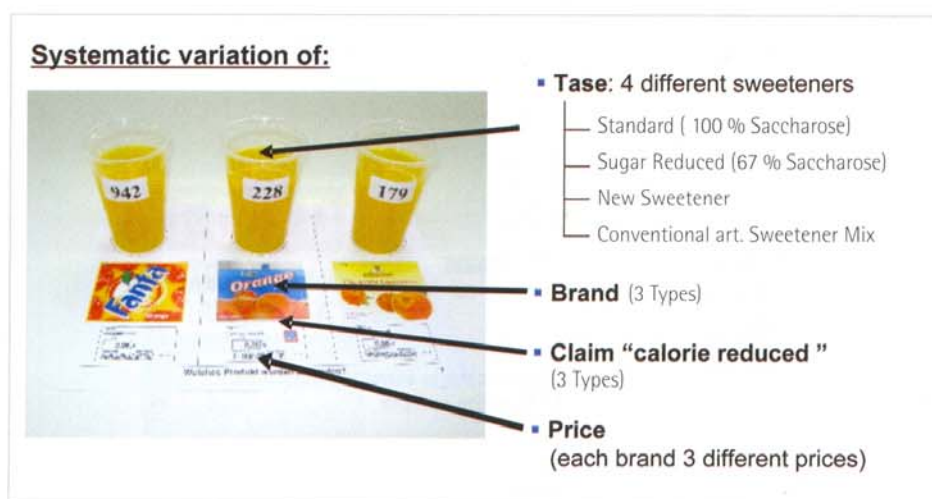 Systematic variation of:
Tase: 4 different sweeteners
Standard ( 100 % Saccharose)
Sugar Reduced (67 % Saccharose)
New Sweetener
Conventional art. Sweetener Mix
942
228
179
Fanta
Orange
Brand (3 Types)
Claim “calorie reduced ”
(3 Types)
Welches Produkt
Price
(each brand 3 different prices)